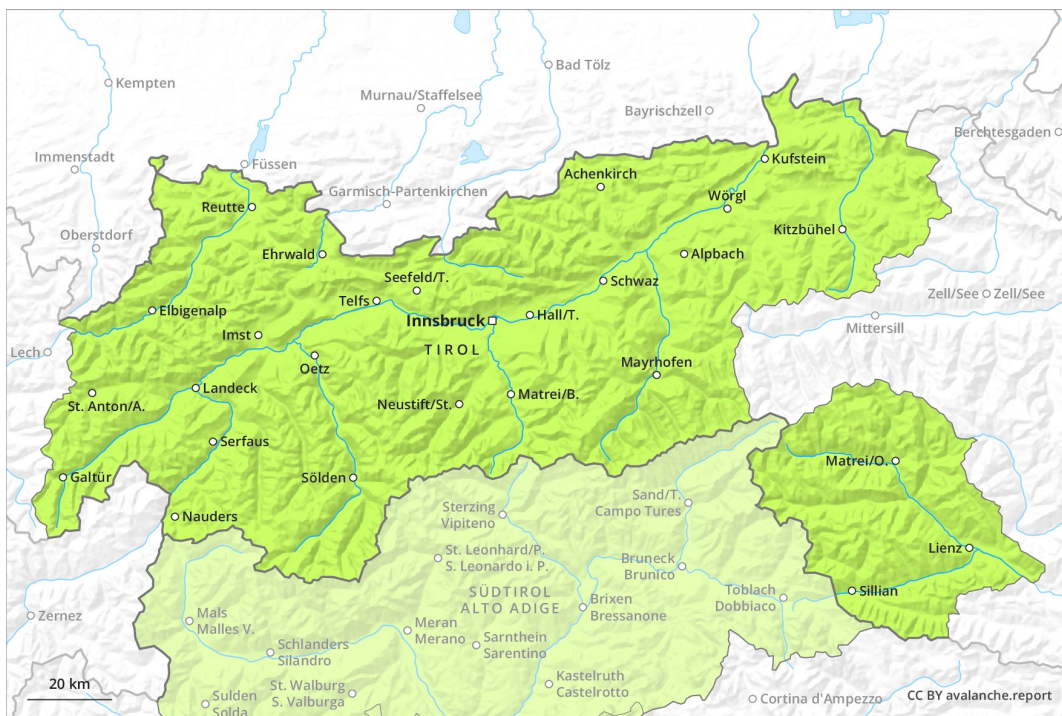 Kempten
Bad Tölz
Murnau/Staffelsee
Bayrischzell
Berchtesgaden
Immenstadt
Füssen
Kufstein
Achenkirch
Garmisch-Partenkirchen
Wörgl
Reutte
Kitzbühel
Oberstdorf
Ehrwald
Alpbach
Seefeld/T.
Schwaz
Zell/See
Zell/See
Telfs
Elbigenalp
Innsbruck
Hall/T.
Mittersill
Imst
TIROL
Lech
Oetz
Mayrhofen
Landeck
Matrei/B.
St. Anton/A.
Neustift/St.
Serfaus
Matrei/O.
Galtür
Sölden
Sand/T.
Campo Tures
Sterzing
Vipiteno
Nauders
Lienz
St. Leonhard/P.
S. Leonardo i. P.
Bruneck
Brunico
SÜDTIROL
ALTO ADIGE
Toblach
Dobbiaco
Sillian
Brixen
Bressanone
Zernez
Mals
Malles V.
Meran
Merano
Sarnthein
Sarentino
Schlanders
Silandro
20 km
St. Walburg
S. Valburga
Kastelruth
Castelrotto
Sulden
Solda
Cortina d'Ampezzo
CC BY avalanche.report